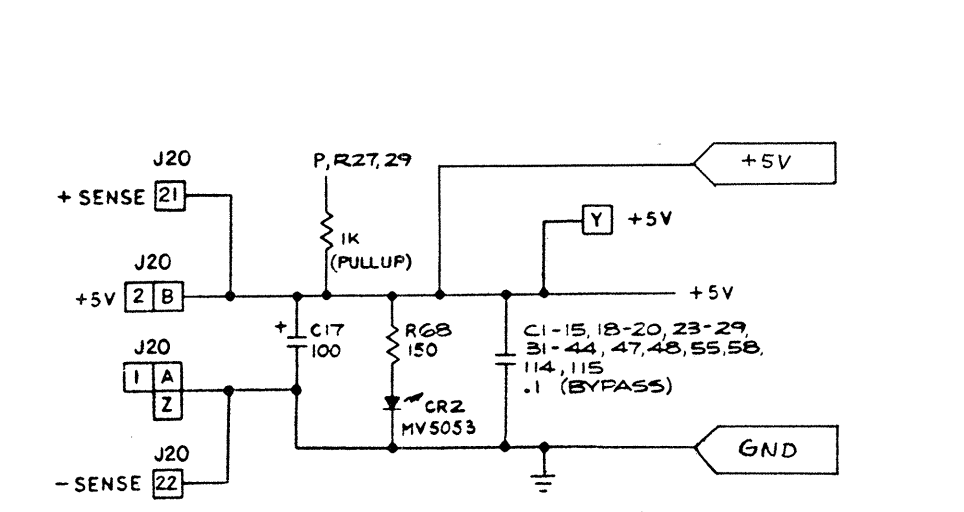 J20
+ SENSE 21
P, R27, 29
+5V
Y +5V
1K
(PULLUP)
J20
+5V 2 B
+5V
+ C17
100
R68
150
C1-15, 18-20, 23-29,
31-44, 47, 48, 55, 58,
114, 115
.1 (BYPASS)
J20
1 A
Z
CR2
MV5053
J20
- SENSE 22
GND